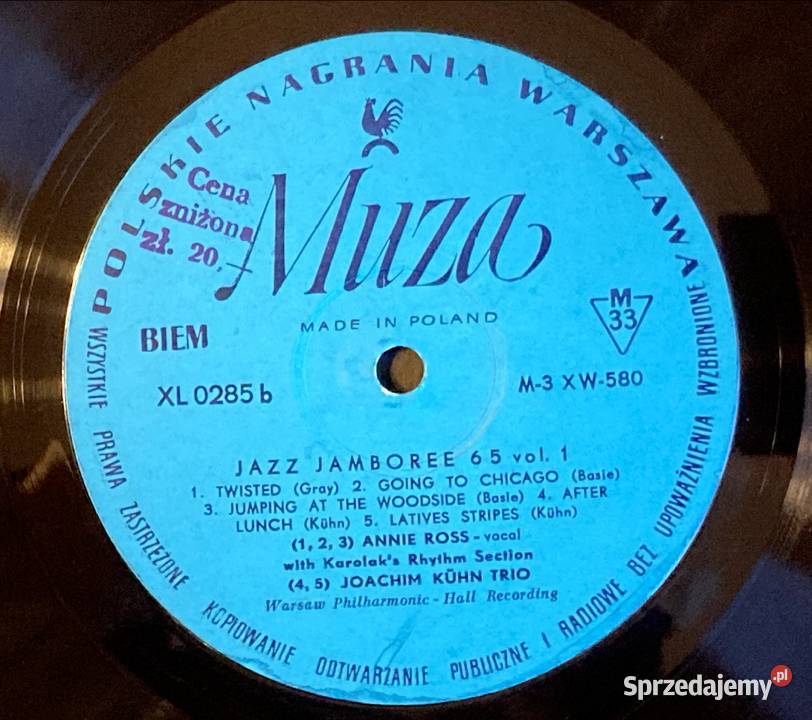 POLSKIE NAGRANIA WARSZAWA
Cena
zniżona
zł. 20,—
Muza
MADE IN POLAND
M
33
BIEM
XL 0285 b
M-3 XW-580
JAZZ JAMBOREE 65 vol. 1
1. TWISTED (Gray) 2. GOING TO CHICAGO (Basie)
3. JUMPING AT THE WOODSIDE (Basie) 4. AFTER
LUNCH (Kühn) 5. LATIVES STRIPES (Kühn)
(1, 2, 3) ANNIE ROSS - vocal
with Karolak's Rhythm Section
(4, 5) JOACHIM KÜHN TRIO
Warsaw Philharmonic - Hall Recording
WSZYSTKIE PRAWA ZASTRZEŻONE KOPIOWANIE ODTWARZANIE PUBLICZNE I RADIOWE BEZ UPOWAŻNIENIA WZBRONIONE
Sprzedajemy.pl